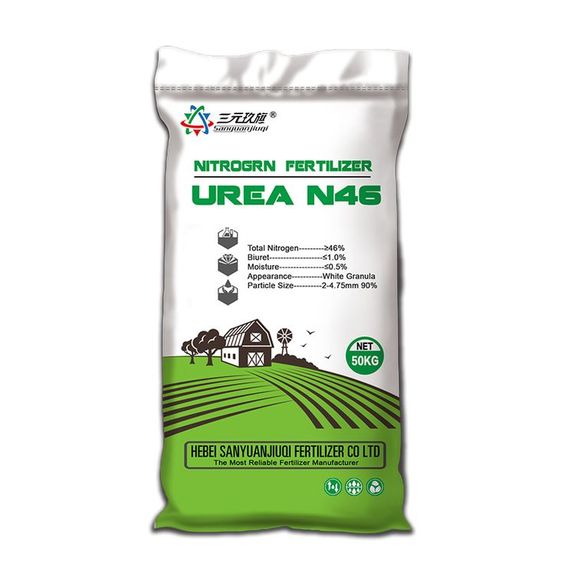 三元玖旗®
Sanyuanjiuqi
NITROGRN FERTILIZER
UREA N46
Total Nitrogen---------≥46%
Biuret-------------------≤1.0%
Moisture----------------≤0.5%
Appearance-----------White Granula
Particle Size----------2-4.75mm 90%
NET
50KG
HEBEI SANYUANJIUQI FERTILIZER CO LTD
The Most Reliable Fertilizer Manufacturer